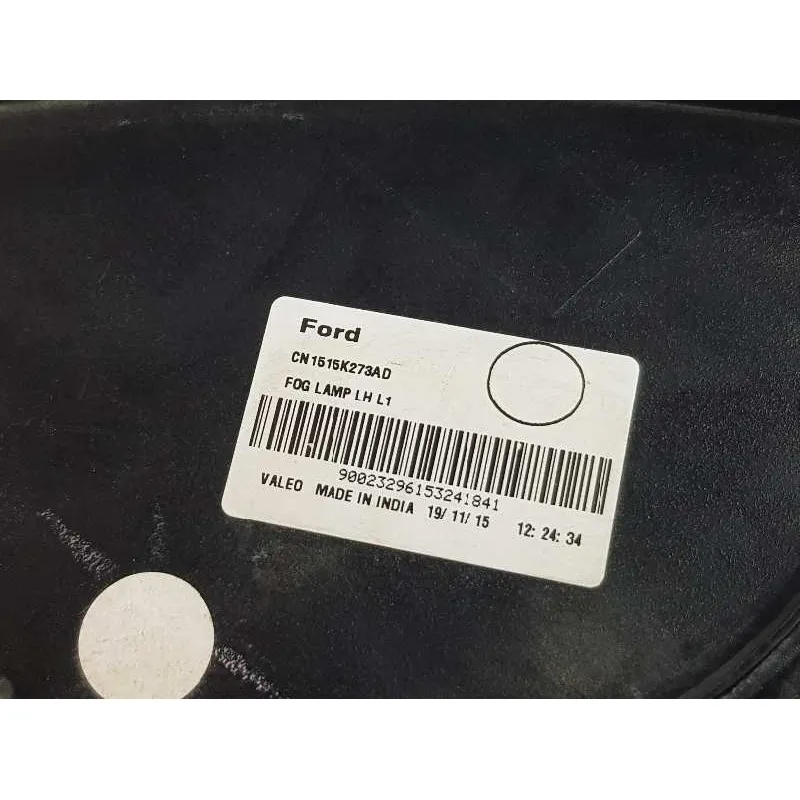 Ford
CN1515K273AD
FOG LAMP LH L1
90023296153241841
VALEO MADE IN INDIA 19/11/15 12:24:34